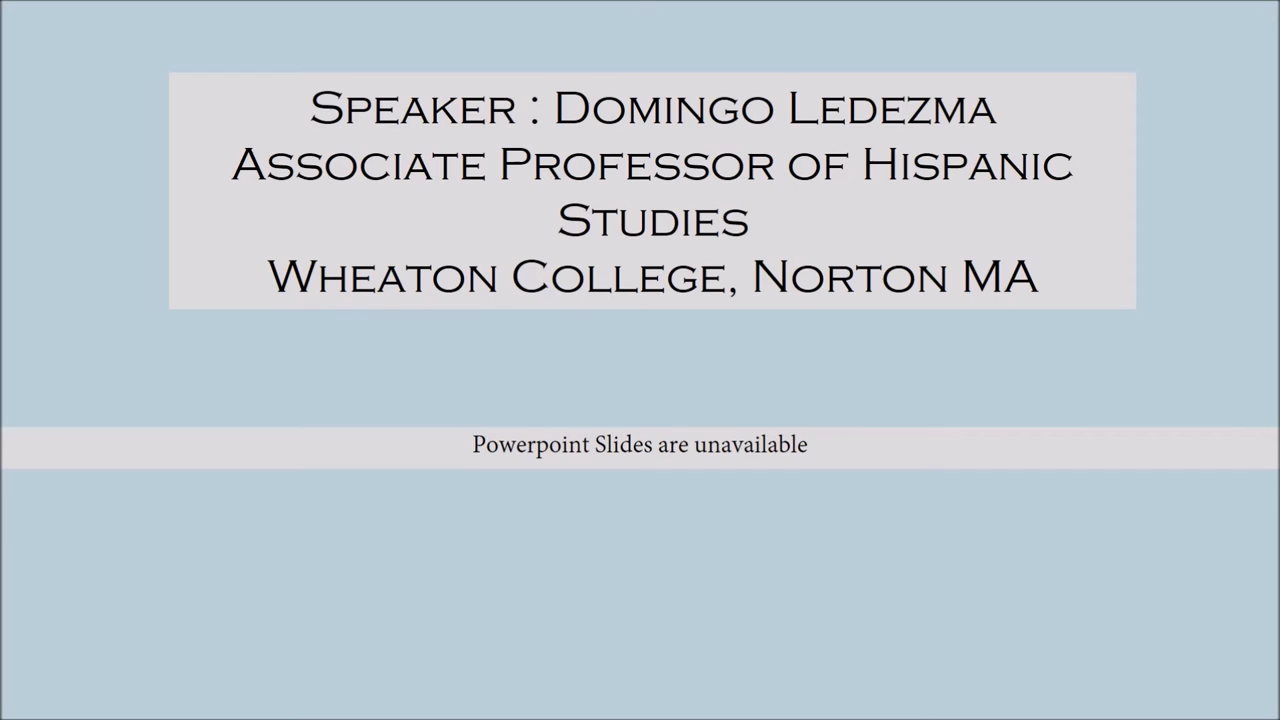 Speaker : Domingo Ledezma
Associate Professor of Hispanic
Studies
Wheaton College, Norton MA
Powerpoint Slides are unavailable